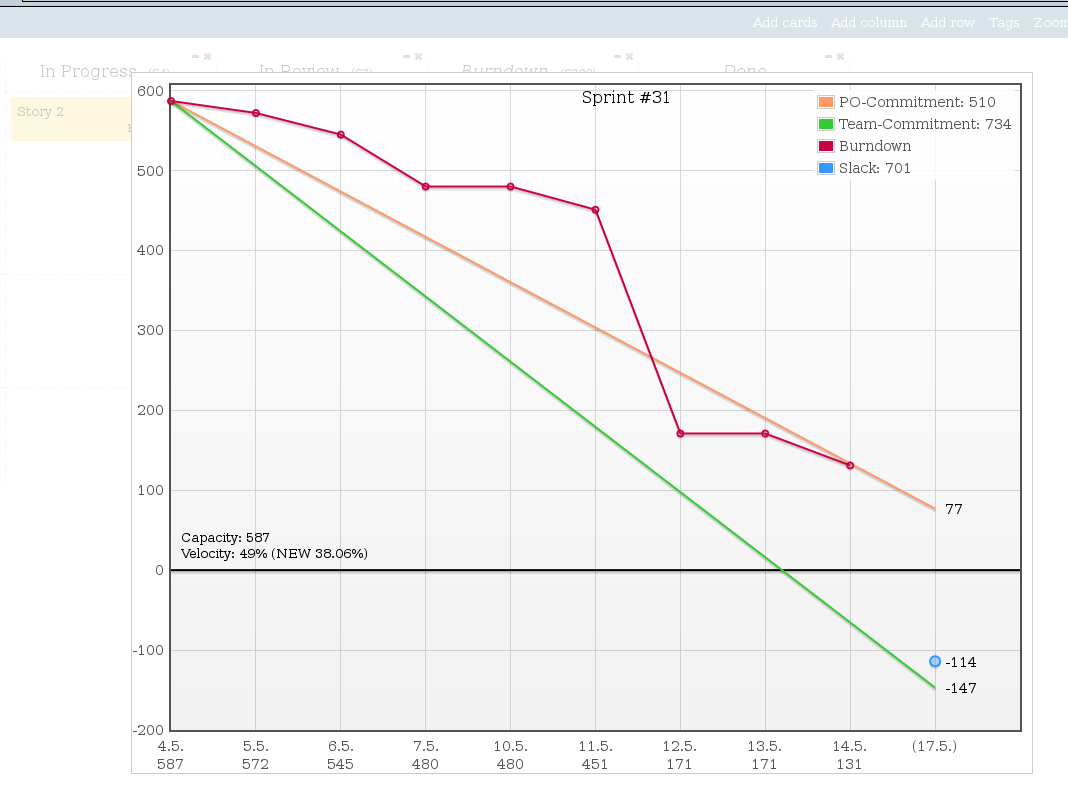 Add cards Add column Add row Tags Zoom
In Progress In Review Burndown Done
Story 2
Sprint #31
PO-Commitment: 510
Team-Commitment: 734
Burndown
Slack: 701
600
500
400
300
200
100
0
-100
-200
77
Capacity: 587
Velocity: 49% (NEW 38.06%)
-114
-147
4.5. 5.5. 6.5. 7.5. 10.5. 11.5. 12.5. 13.5. 14.5. (17.5.)
587 572 545 480 480 451 171 171 131